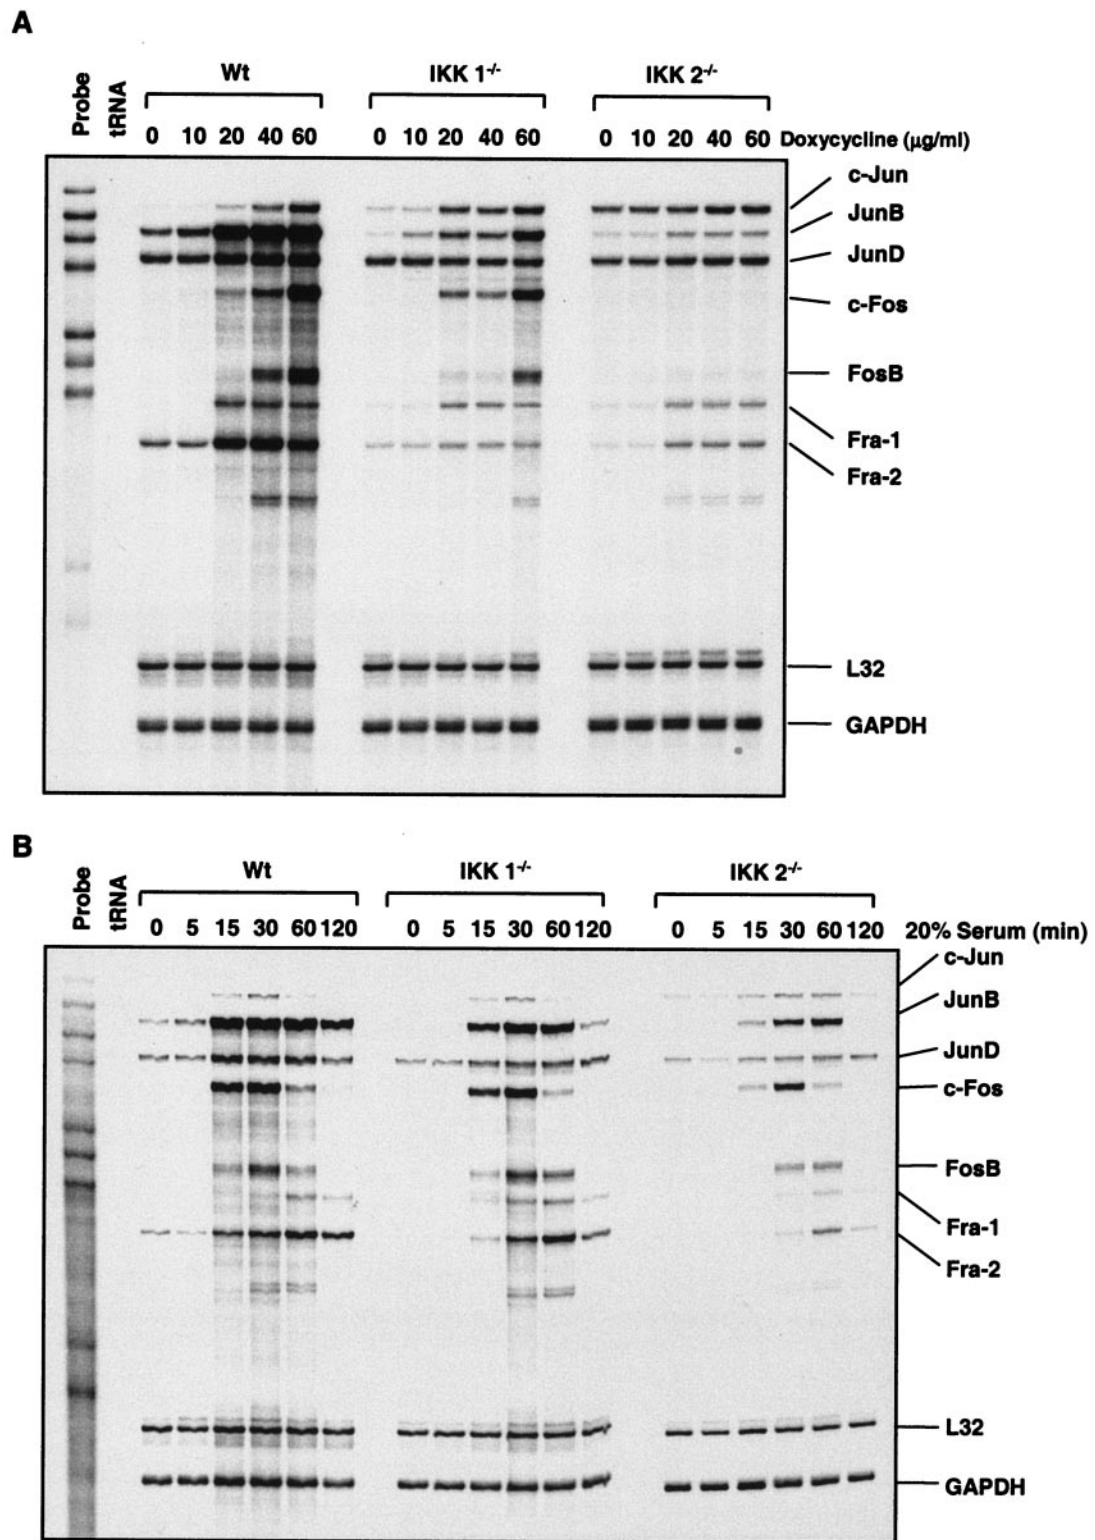 A
Wt IKK 1-/- IKK 2-/-
Probe tRNA 0 10 20 40 60 0 10 20 40 60 0 10 20 40 60 Doxycycline (µg/ml)
c-Jun
JunB
JunD
c-Fos
FosB
Fra-1
Fra-2
L32
GAPDH
B
Wt IKK 1-/- IKK 2-/-
Probe tRNA 0 5 15 30 60 120 0 5 15 30 60 120 0 5 15 30 60 120 20% Serum (min)
c-Jun
JunB
JunD
c-Fos
FosB
Fra-1
Fra-2
L32
GAPDH